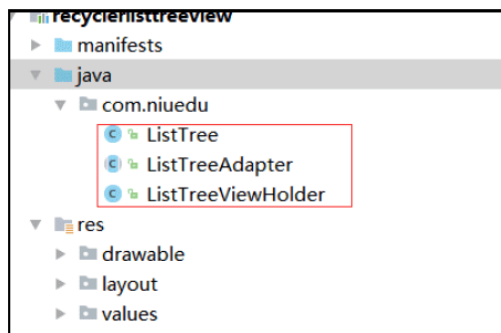 recyclerlisttreeview
manifests
java
com.niuedu
ListTree
ListTreeAdapter
ListTreeViewHolder
res
drawable
layout
values